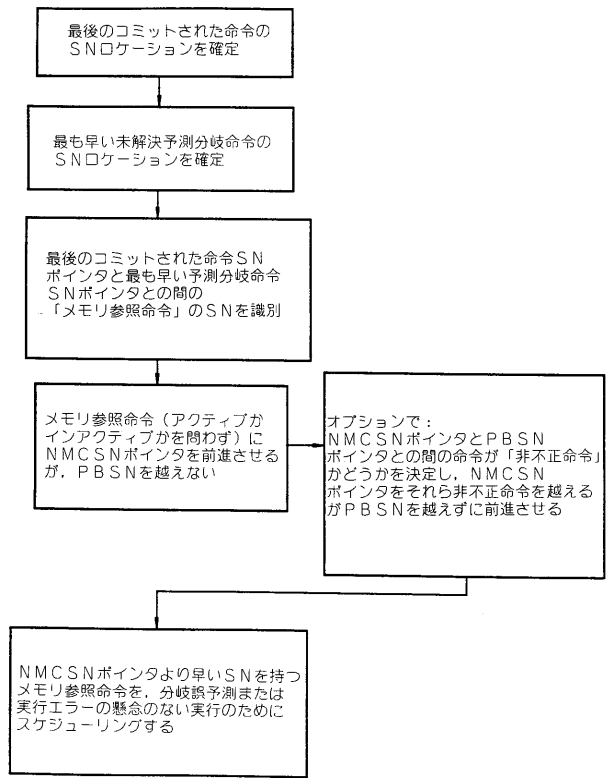 最後のコミットされた命令の
ＳＮロケーションを確定
最も早い未解決予測分岐命令の
ＳＮロケーションを確定
最後のコミットされた命令ＳＮ
ポインタと最も早い予測分岐命令
ＳＮポインタとの間の
「メモリ参照命令」のＳＮを識別
メモリ参照命令（アクティブか
インアクティブかを問わず）に
ＮＭＣＳＮポインタを前進させる
が，ＰＢＳＮを越えない
オプションで：
ＮＭＣＳＮポインタとＰＢＳＮ
ポインタとの間の命令が「非不正命令」
かどうかを決定し，ＮＭＣＳＮ
ポインタをそれら非不正命令を越える
がＰＢＳＮを越えずに前進させる
ＮＭＣＳＮポインタより早いＳＮを持つ
メモリ参照命令を，分岐誤予測または
実行エラーの懸念のない実行のために
スケジューリングする